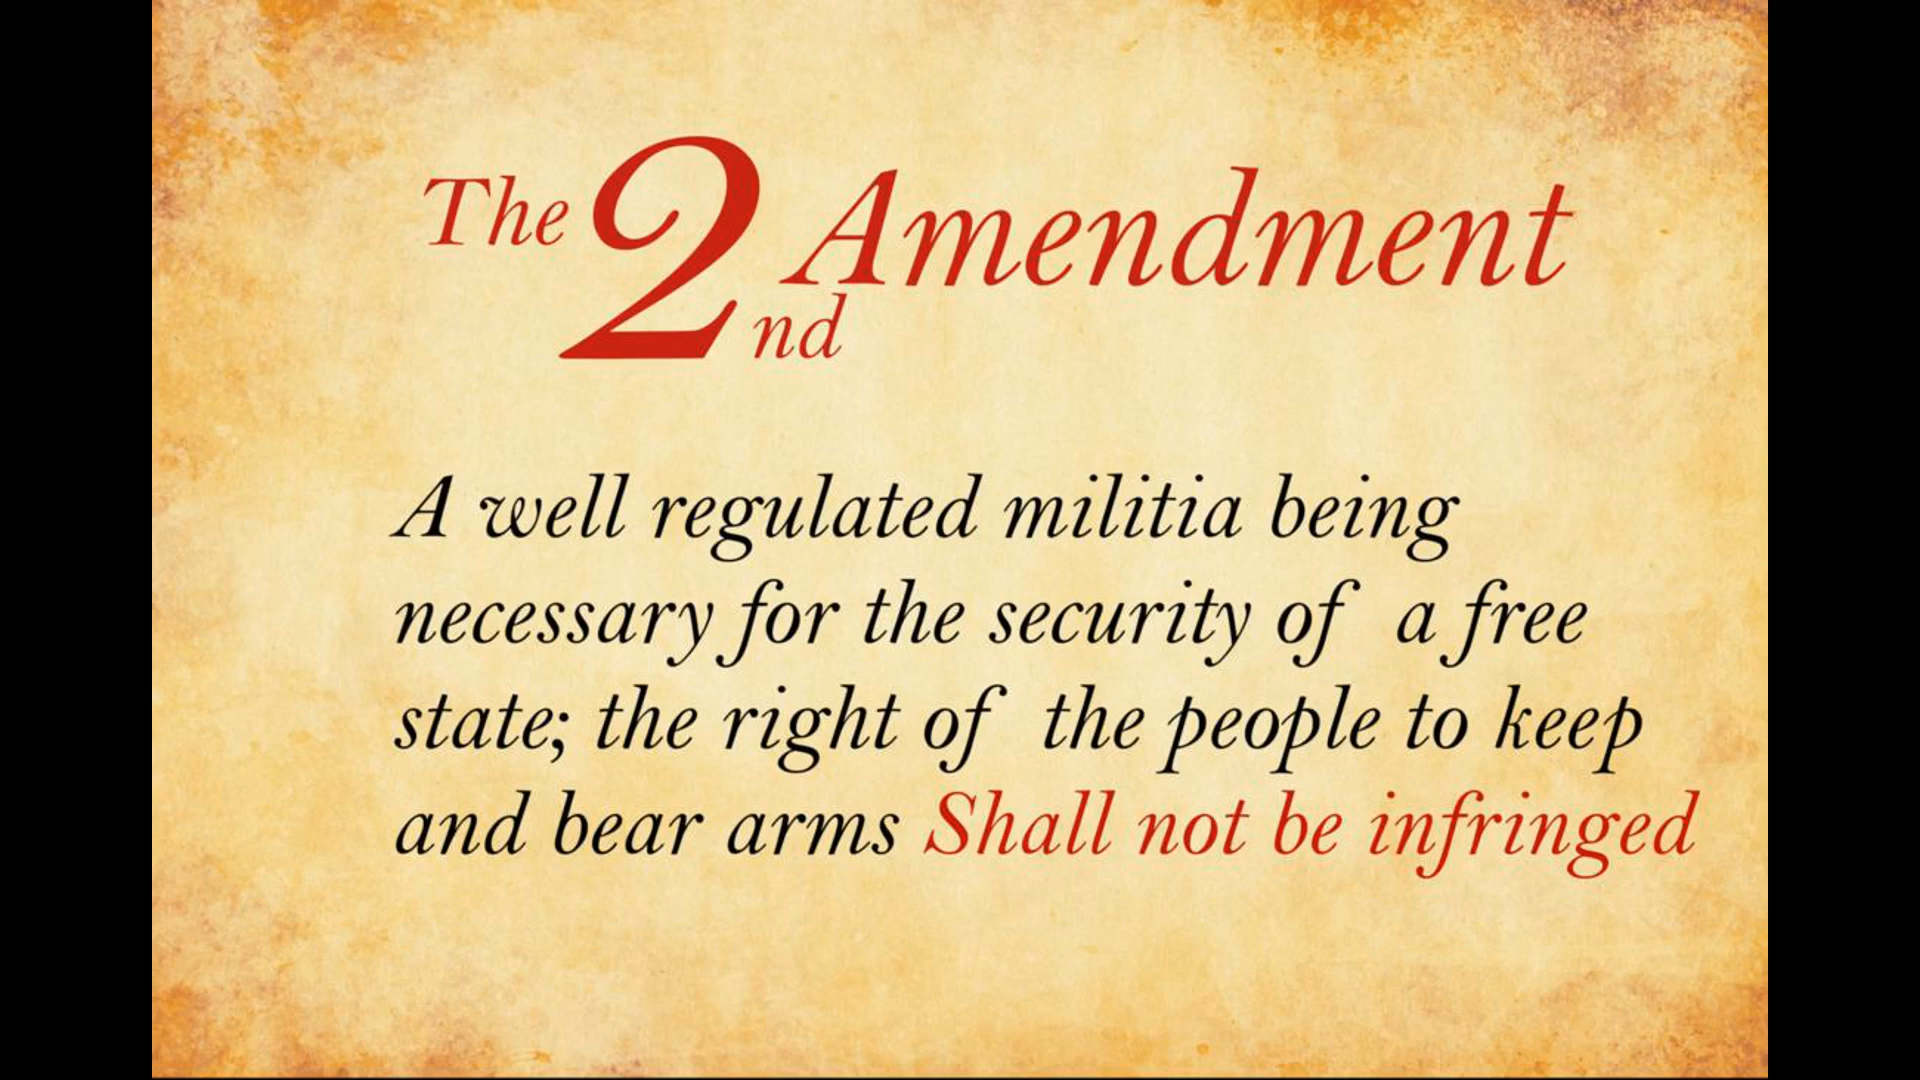 The 2nd Amendment
A well regulated militia being
necessary for the security of a free
state; the right of the people to keep
and bear arms Shall not be infringed